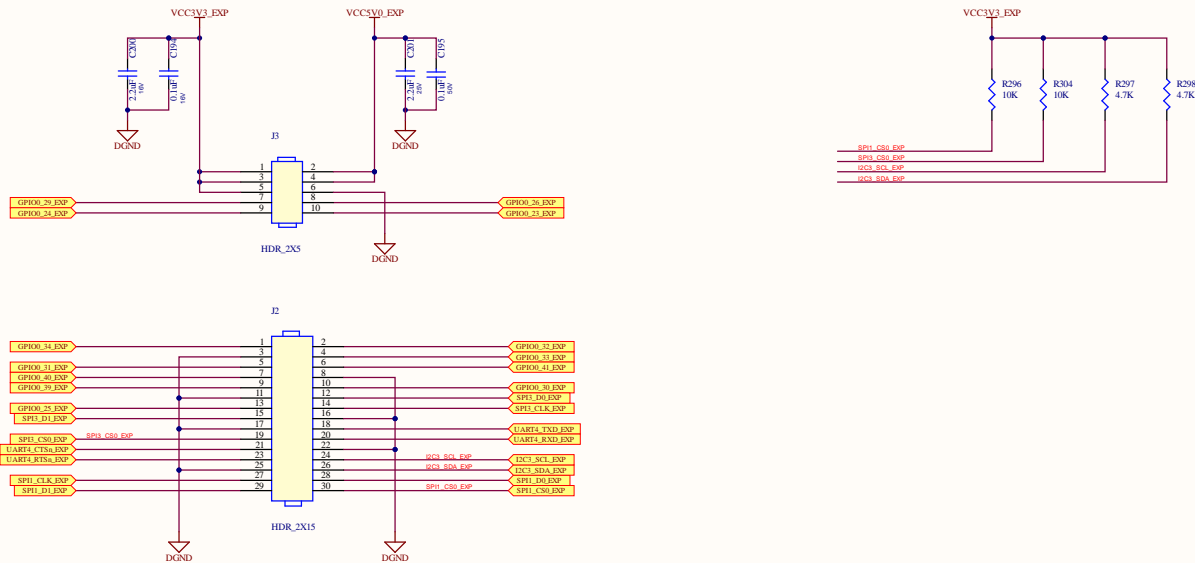 VCC3V3_EXP
VCC5V0_EXP
VCC3V3_EXP
C200
2.2uF
16V
C194
0.1uF
16V
C201
2.2uF
25V
C195
0.1uF
50V
DGND
DGND
R296
10K
R304
10K
R297
4.7K
R298
4.7K
SPI1_CS0_EXP
SPI3_CS0_EXP
I2C3_SCL_EXP
I2C3_SDA_EXP
J3
1 2
3 4
5 6
GPIO0_29_EXP 7 8 GPIO0_26_EXP
GPIO0_24_EXP 9 10 GPIO0_23_EXP
HDR_2X5
DGND
J2
GPIO0_34_EXP 1 2 GPIO0_32_EXP
3 4 GPIO0_33_EXP
GPIO0_31_EXP 5 6 GPIO0_41_EXP
GPIO0_40_EXP 7 8
GPIO0_39_EXP 9 10 GPIO0_30_EXP
11 12 SPI3_D0_EXP
GPIO0_25_EXP 13 14 SPI3_CLK_EXP
SPI3_D1_EXP 15 16
17 18 UART4_TXD_EXP
SPI3_CS0_EXP SPI3_CS0_EXP 19 20 UART4_RXD_EXP
UART4_CTSn_EXP 21 22
UART4_RTSn_EXP 23 24 I2C3_SCL_EXP I2C3_SCL_EXP
25 26 I2C3_SDA_EXP I2C3_SDA_EXP
SPI1_CLK_EXP 27 28 SPI1_D0_EXP
SPI1_D1_EXP 29 30 SPI1_CS0_EXP SPI1_CS0_EXP
HDR_2X15
DGND
DGND